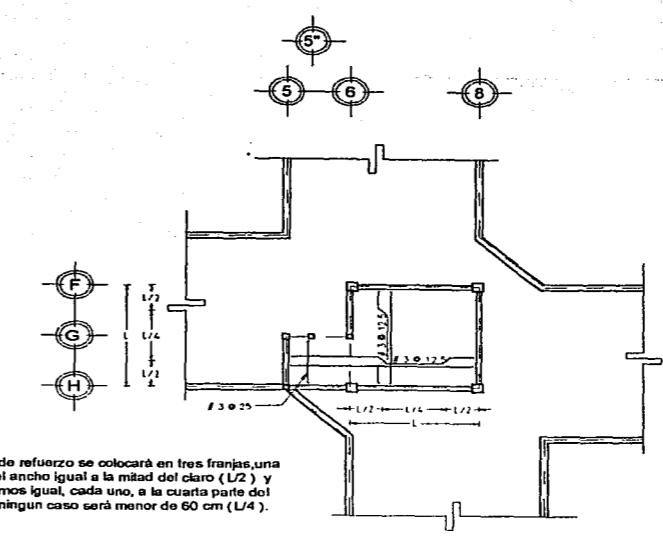 5"
5 6 8
F
L/2
G
L
L/4
H
L/2
# 3 @ 12.5
# 3 @ 12.5
# 3 @ 25
L/2 L/4 L/2
L
de refuerzo se colocará en tres franjas,una
el ancho igual a la mitad del claro ( L/2 ) y
mos igual, cada uno, a la cuarta parte del
ningun caso será menor de 60 cm ( L/4 ).